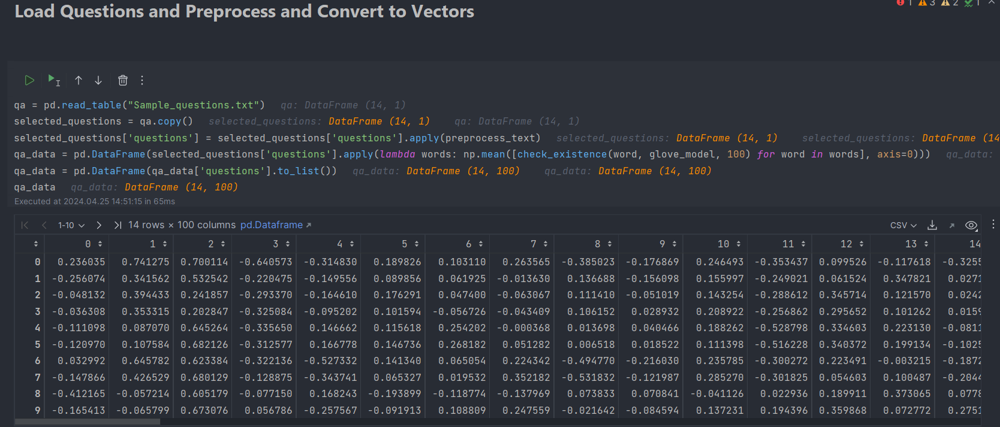 Load Questions and Preprocess and Convert to Vectors
1 3 2 1
qa = pd.read_table("Sample_questions.txt") qa: DataFrame (14, 1)
selected_questions = qa.copy() selected_questions: DataFrame (14, 1) qa: DataFrame (14, 1)
selected_questions['questions'] = selected_questions['questions'].apply(preprocess_text) selected_questions: DataFrame (14, 1) selected_questions: DataFrame (14
qa_data = pd.DataFrame(selected_questions['questions'].apply(lambda words: np.mean([check_existence(word, glove_model, 100) for word in words], axis=0))) qa_data:
qa_data = pd.DataFrame(qa_data['questions'].to_list()) qa_data: DataFrame (14, 100) qa_data: DataFrame (14, 100)
qa_data qa_data: DataFrame (14, 100)
Executed at 2024.04.25 14:51:15 in 65ms
1-10 14 rows × 100 columns pd.Dataframe CSV
0 1 2 3 4 5 6 7 8 9 10 11 12 13 14
0 0.236035 0.741275 0.700114 -0.640573 -0.314830 0.189826 0.103110 0.263565 -0.385023 -0.176869 0.246493 -0.353437 0.099526 -0.117618 -0.3255
1 -0.256074 0.341562 0.532542 -0.220475 -0.149556 0.089856 0.061925 -0.013630 0.136688 -0.156098 0.155997 -0.249021 0.061524 0.347821 0.0271
2 -0.048132 0.394433 0.241857 -0.293370 -0.164610 0.176291 0.047400 -0.063067 0.111410 -0.051019 0.143254 -0.288612 0.345714 0.121570 0.0242
3 -0.036308 0.353315 0.202847 -0.325084 -0.095202 0.101594 -0.056726 -0.043409 0.106152 0.028932 0.208922 -0.256862 0.295652 0.101262 0.0159
4 -0.111098 0.087070 0.645264 -0.335650 0.146662 0.115618 0.254202 -0.000368 0.013698 0.040466 0.188262 -0.528798 0.334603 0.223130 -0.0811
5 -0.120970 0.107584 0.682126 -0.312577 0.166778 0.146736 0.268182 0.051282 0.006518 0.018522 0.111398 -0.516228 0.340372 0.199134 -0.1025
6 0.032992 0.645782 0.623384 -0.322136 -0.527332 0.141340 0.065054 0.224342 -0.494770 -0.216030 0.235785 -0.300272 0.223491 -0.003215 -0.1872
7 -0.147866 0.426529 0.680129 -0.128875 -0.343741 0.065327 0.019532 0.352182 -0.531832 -0.121987 0.285270 -0.301825 0.054603 0.100487 -0.2044
8 -0.412165 -0.057214 0.605179 -0.077150 0.168243 -0.193899 -0.118774 -0.137969 0.073833 0.070841 -0.041126 0.022936 0.189911 0.373065 0.0778
9 -0.165413 -0.065799 0.673076 0.056786 -0.257567 -0.091913 0.108809 0.247559 -0.021642 -0.084594 0.137231 0.194396 0.359868 0.072772 0.2751